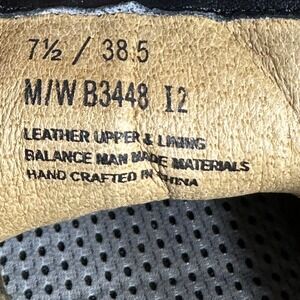 7½ / 38.5
M/W B3448 I2
LEATHER UPPER & LINING
BALANCE MAN MADE MATERIALS
HAND CRAFTED IN CHINA